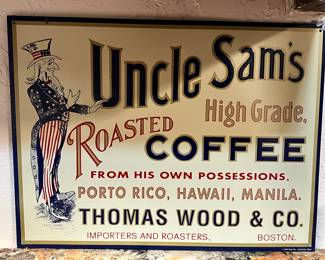 Uncle Sam's
High Grade,
ROASTED
COFFEE
FROM HIS OWN POSSESSIONS.
PORTO RICO, HAWAII, MANILA.
THOMAS WOOD & CO.
IMPORTERS AND ROASTERS,   BOSTON.